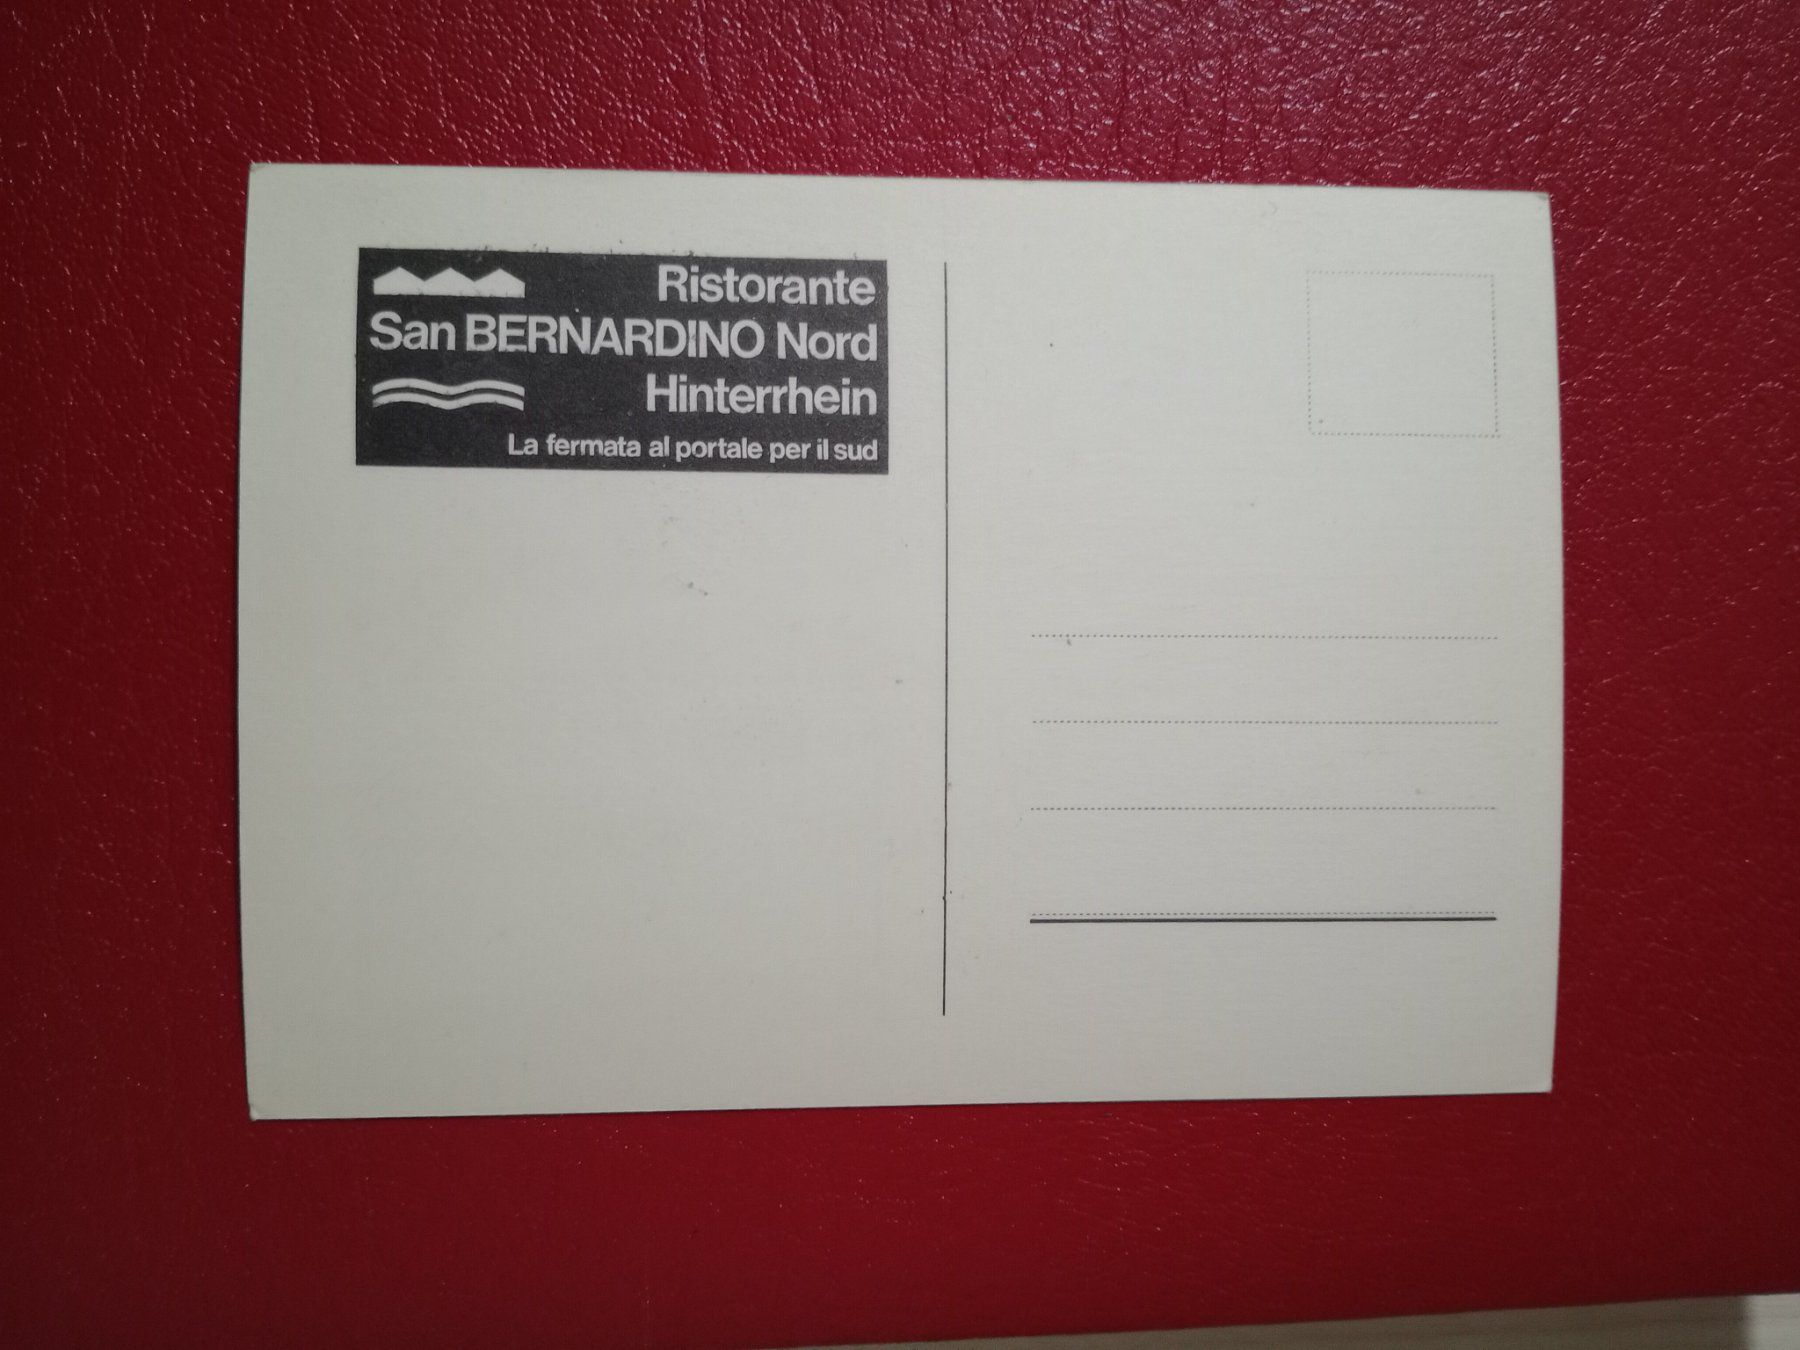 Ristorante
San BERNARDINO Nord
Hinterrhein
La fermata al portale per il sud